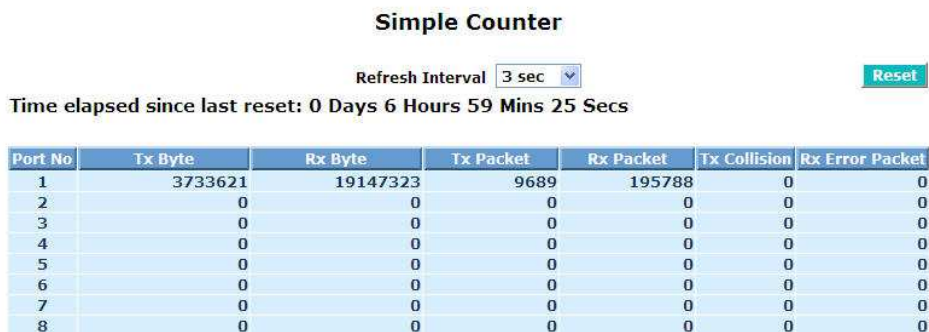 Simple Counter
Refresh Interval 3 sec Reset
Time elapsed since last reset: 0 Days 6 Hours 59 Mins 25 Secs
Port No Tx Byte Rx Byte Tx Packet Rx Packet Tx Collision Rx Error Packet
1 3733621 19147323 9689 195788 0 0
2 0 0 0 0 0 0
3 0 0 0 0 0 0
4 0 0 0 0 0 0
5 0 0 0 0 0 0
6 0 0 0 0 0 0
7 0 0 0 0 0 0
8 0 0 0 0 0 0